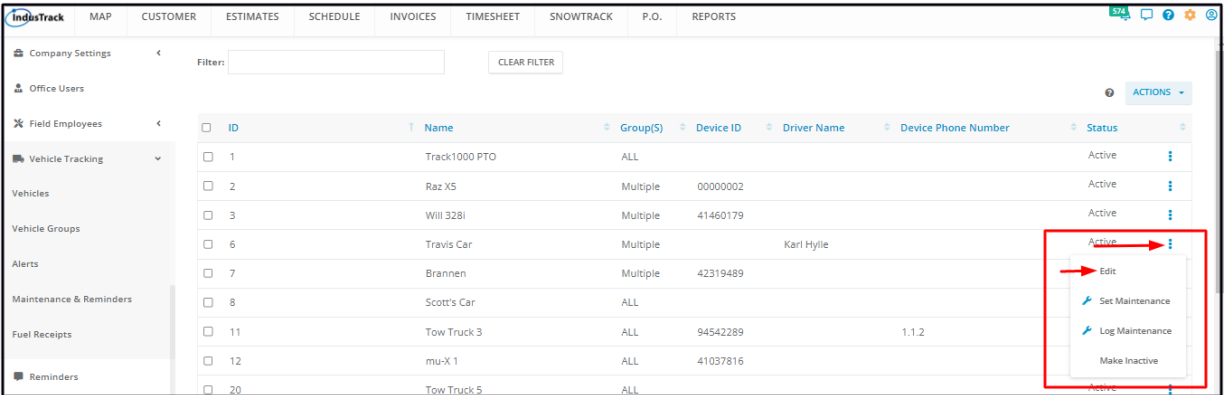 IndusTrack MAP CUSTOMER ESTIMATES SCHEDULE INVOICES TIMESHEET SNOWTRACK P.O. REPORTS 574
Company Settings
Filter: CLEAR FILTER
Office Users
ACTIONS
Field Employees
ID Name Group(S) Device ID Driver Name Device Phone Number Status
Vehicle Tracking
1 Track1000 PTO ALL Active
Vehicles
2 Raz X5 Multiple 00000002 Active
3 Will 328i Multiple 41460179 Active
Vehicle Groups
6 Travis Car Multiple Karl Hylle Active
Alerts
7 Brannen Multiple 42319489
Edit
Maintenance & Reminders
8 Scott's Car ALL
Set Maintenance
Fuel Receipts
11 Tow Truck 3 ALL 94542289 1.1.2
Log Maintenance
12 mu-X 1 ALL 41037816
Make Inactive
Reminders
20 Tow Truck 5 ALL Active